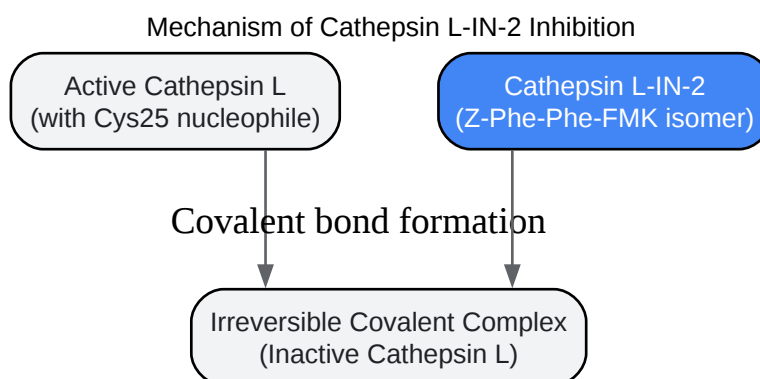 Mechanism of Cathepsin L-IN-2 Inhibition
Active Cathepsin L
(with Cys25 nucleophile)
Cathepsin L-IN-2
(Z-Phe-Phe-FMK isomer)
Covalent bond formation
Irreversible Covalent Complex
(Inactive Cathepsin L)